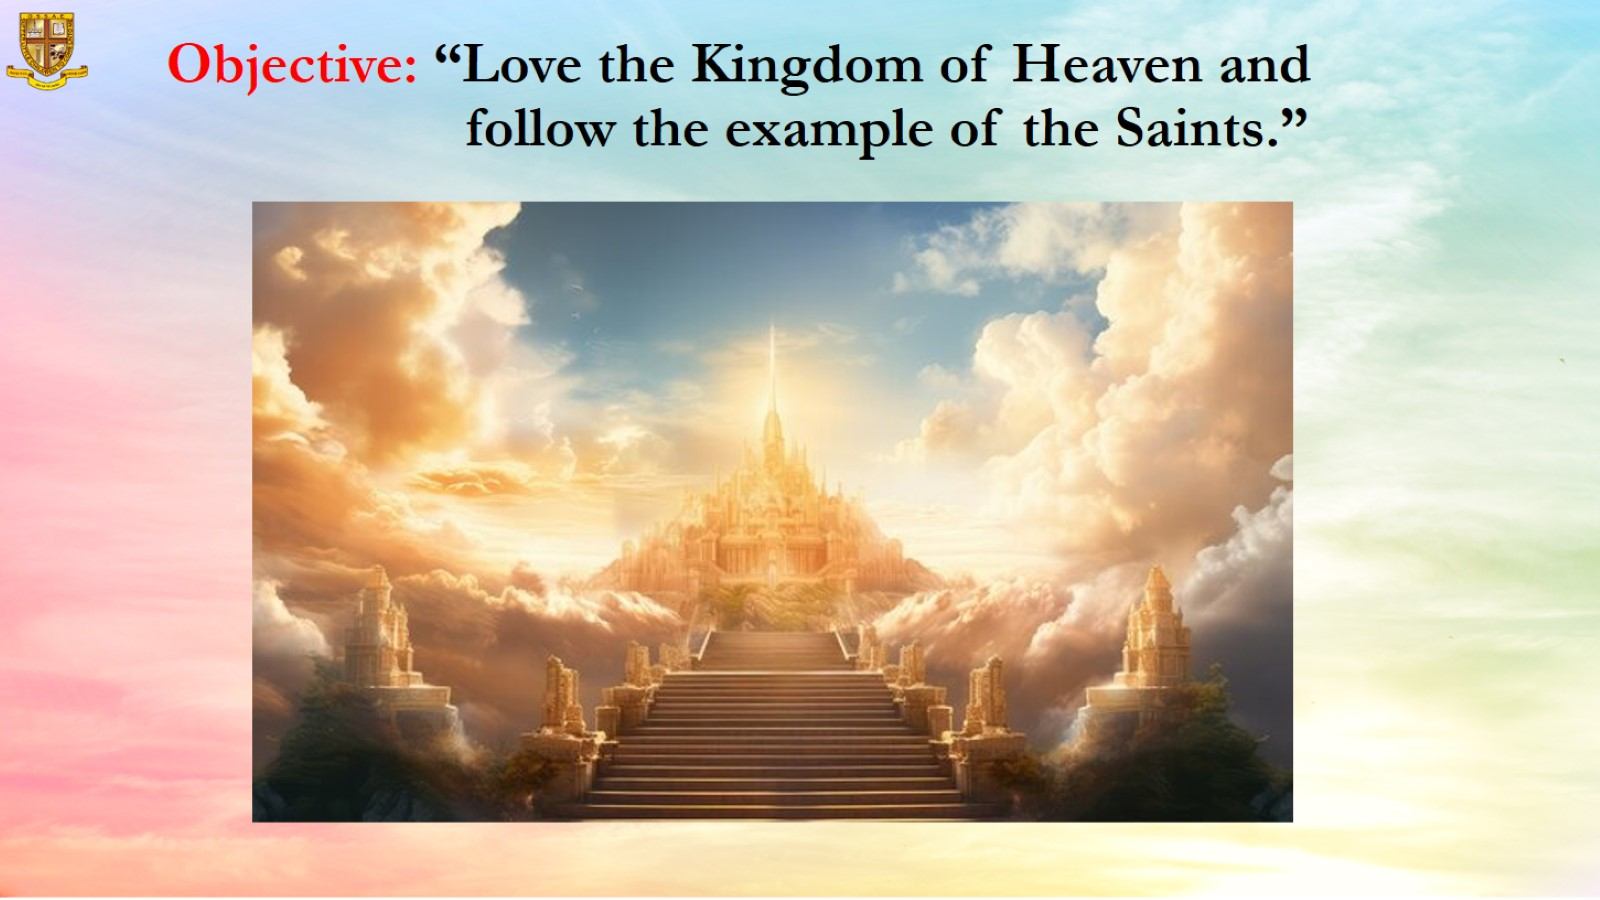 O.S.S.A.E
Objective: “Love the Kingdom of Heaven and
follow the example of the Saints.”